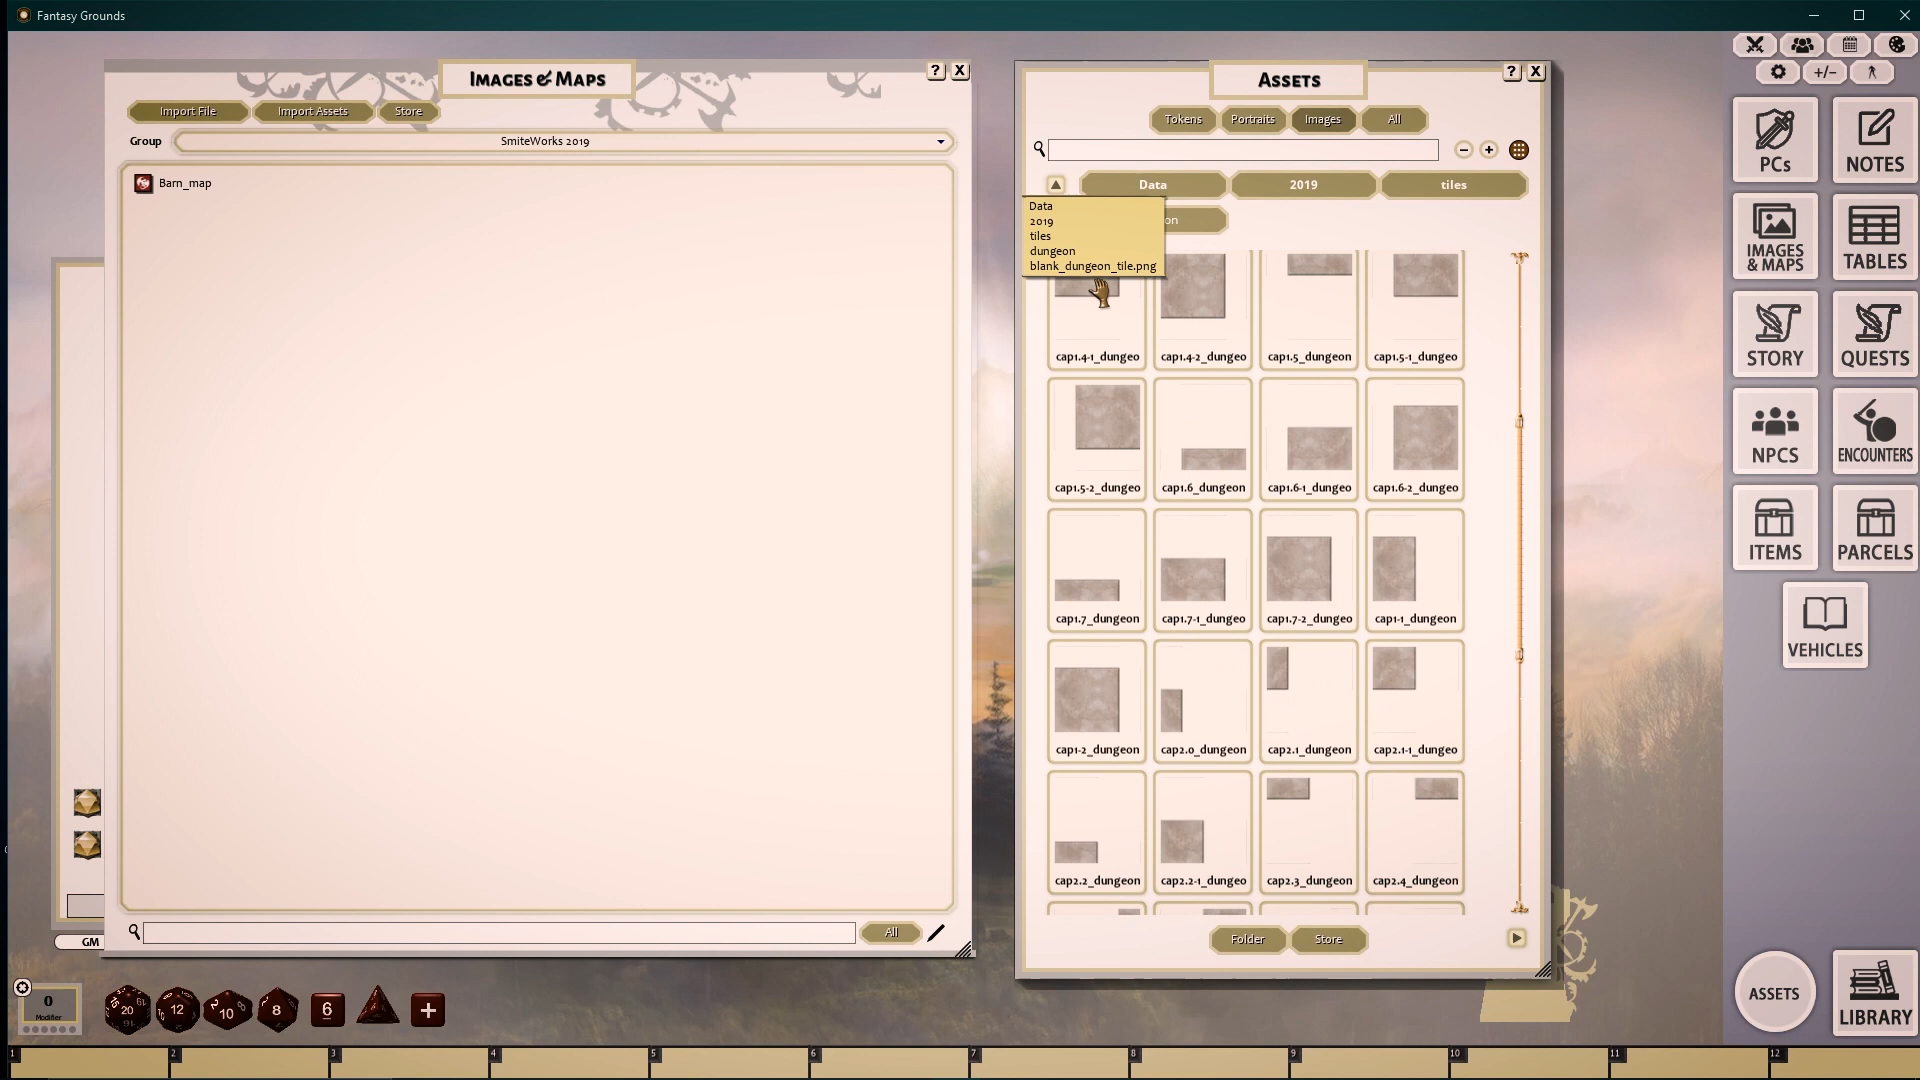 Fantasy Grounds
IMAGES & MAPS
? X
Import File Import Assets Store
Group SmiteWorks 2019
Barn_map
All
GM
0
Modifier
20 12 10 8 6 +
ASSETS
? X
Tokens Portraits Images All
Data 2019 tiles
on
Data
2019
tiles
dungeon
blank_dungeon_tile.png
cap1.4-1_dungeo cap1.4-2_dungeo cap1.5_dungeon cap1.5-1_dungeo
cap1.5-2_dungeo cap1.6_dungeon cap1.6-1_dungeo cap1.6-2_dungeo
cap1.7_dungeon cap1.7-1_dungeo cap1.7-2_dungeo cap1-1_dungeon
cap1-2_dungeon cap2.0_dungeon cap2.1_dungeon cap2.1-1_dungeo
cap2.2_dungeon cap2.2-1_dungeo cap2.3_dungeon cap2.4_dungeon
Folder Store
+/-
PCs NOTES
IMAGES & MAPS TABLES
STORY QUESTS
NPCS ENCOUNTERS
ITEMS PARCELS
VEHICLES
ASSETS LIBRARY
1 2 3 4 5 6 7 8 9 10 11 12